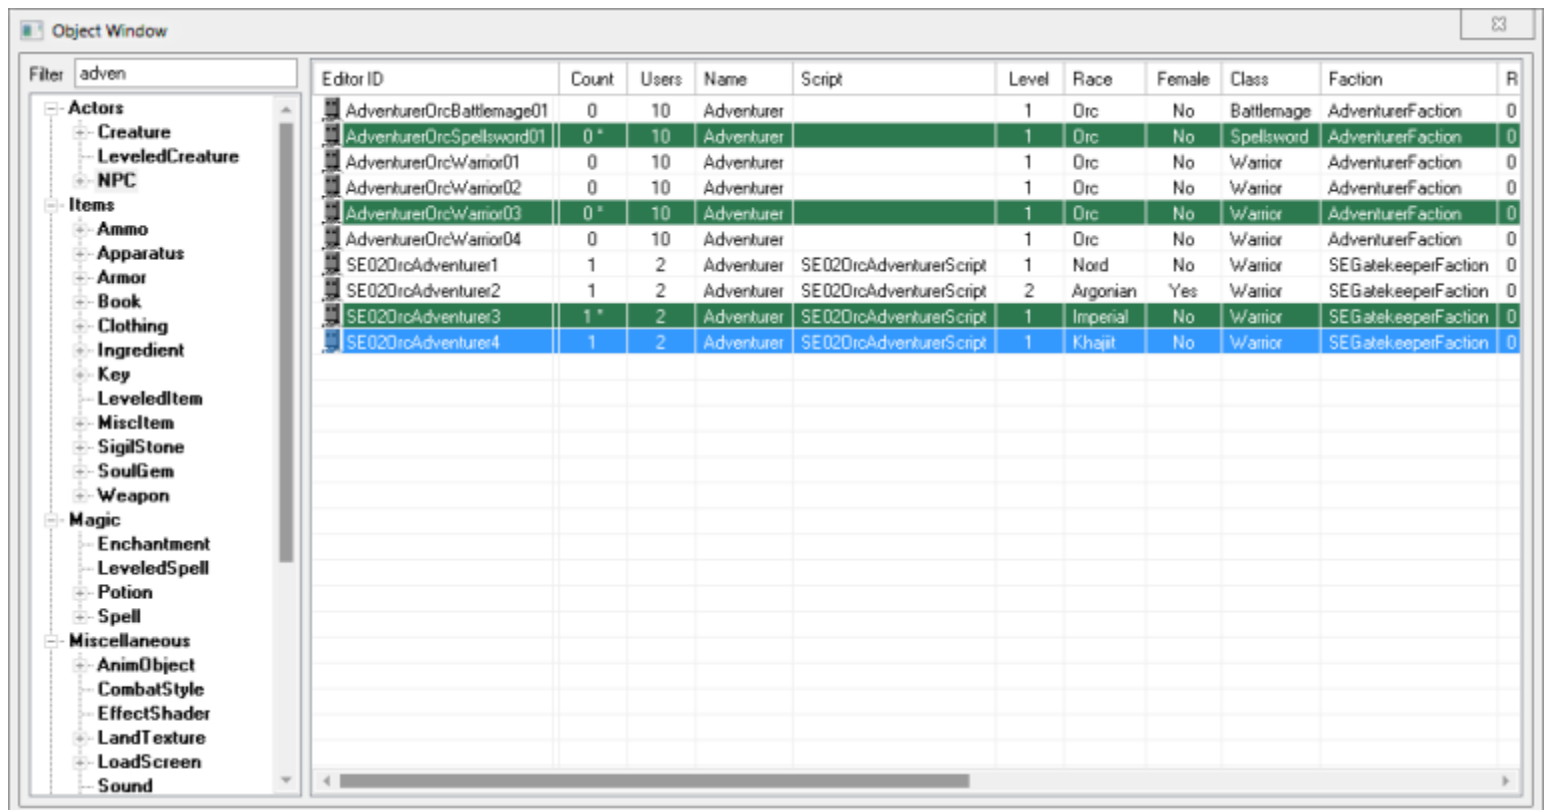 Object Window
Filter adven
Actors
Creature
LeveledCreature
NPC
Items
Ammo
Apparatus
Armor
Book
Clothing
Ingredient
Key
LeveledItem
MiscItem
SigilStone
SoulGem
Weapon
Magic
Enchantment
LeveledSpell
Potion
Spell
Miscellaneous
AnimObject
CombatStyle
EffectShader
LandTexture
LoadScreen
Sound
Editor ID Count Users Name Script Level Race Female Class Faction R
AdventurerOrcBattlemage01 0 10 Adventurer 1 Orc No Battlemage AdventurerFaction 0
AdventurerOrcSpellsword01 0 * 10 Adventurer 1 Orc No Spellsword AdventurerFaction 0
AdventurerOrcWarrior01 0 10 Adventurer 1 Orc No Warrior AdventurerFaction 0
AdventurerOrcWarrior02 0 10 Adventurer 1 Orc No Warrior AdventurerFaction 0
AdventurerOrcWarrior03 0 * 10 Adventurer 1 Orc No Warrior AdventurerFaction 0
AdventurerOrcWarrior04 0 10 Adventurer 1 Orc No Warrior AdventurerFaction 0
SE02OrcAdventurer1 1 2 Adventurer SE02OrcAdventurerScript 1 Nord No Warrior SEGatekeeperFaction 0
SE02OrcAdventurer2 1 2 Adventurer SE02OrcAdventurerScript 2 Argonian Yes Warrior SEGatekeeperFaction 0
SE02OrcAdventurer3 1 * 2 Adventurer SE02OrcAdventurerScript 1 Imperial No Warrior SEGatekeeperFaction 0
SE02OrcAdventurer4 1 2 Adventurer SE02OrcAdventurerScript 1 Khajiit No Warrior SEGatekeeperFaction 0